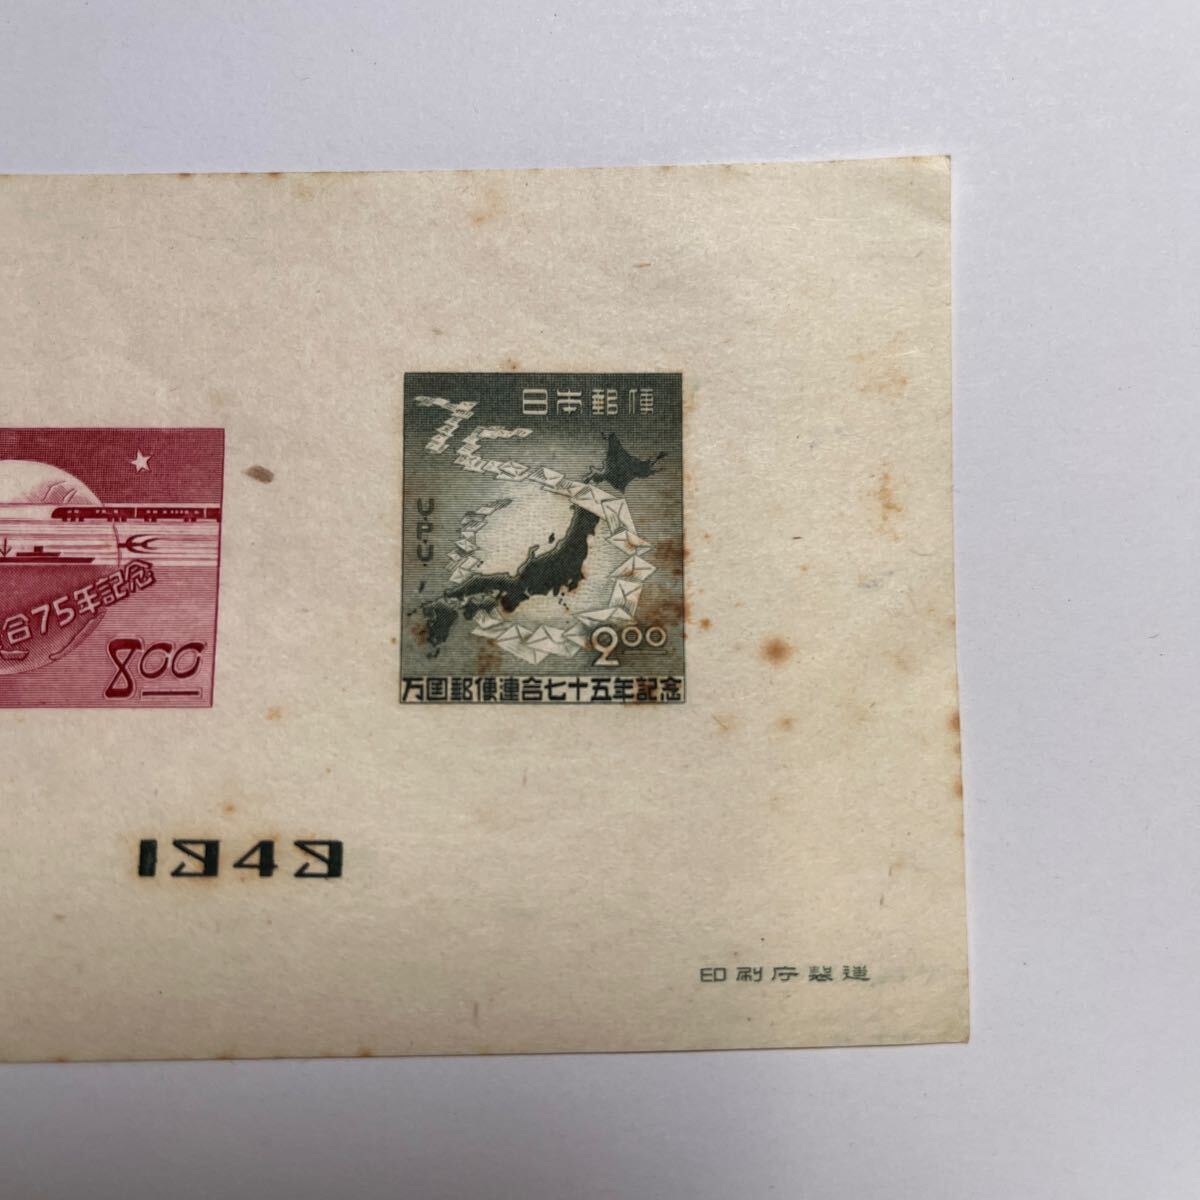 日本郵便
U.P.U.
2.00
万国郵便連合七十五年記念
合75年記念
8.00
1949
印刷庁製造